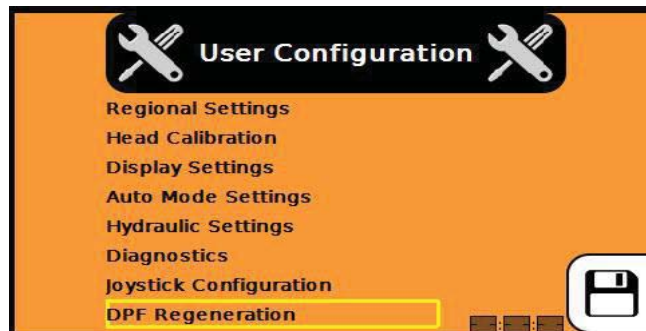 User Configuration
Regional Settings
Head Calibration
Display Settings
Auto Mode Settings
Hydraulic Settings
Diagnostics
Joystick Configuration
DPF Regeneration